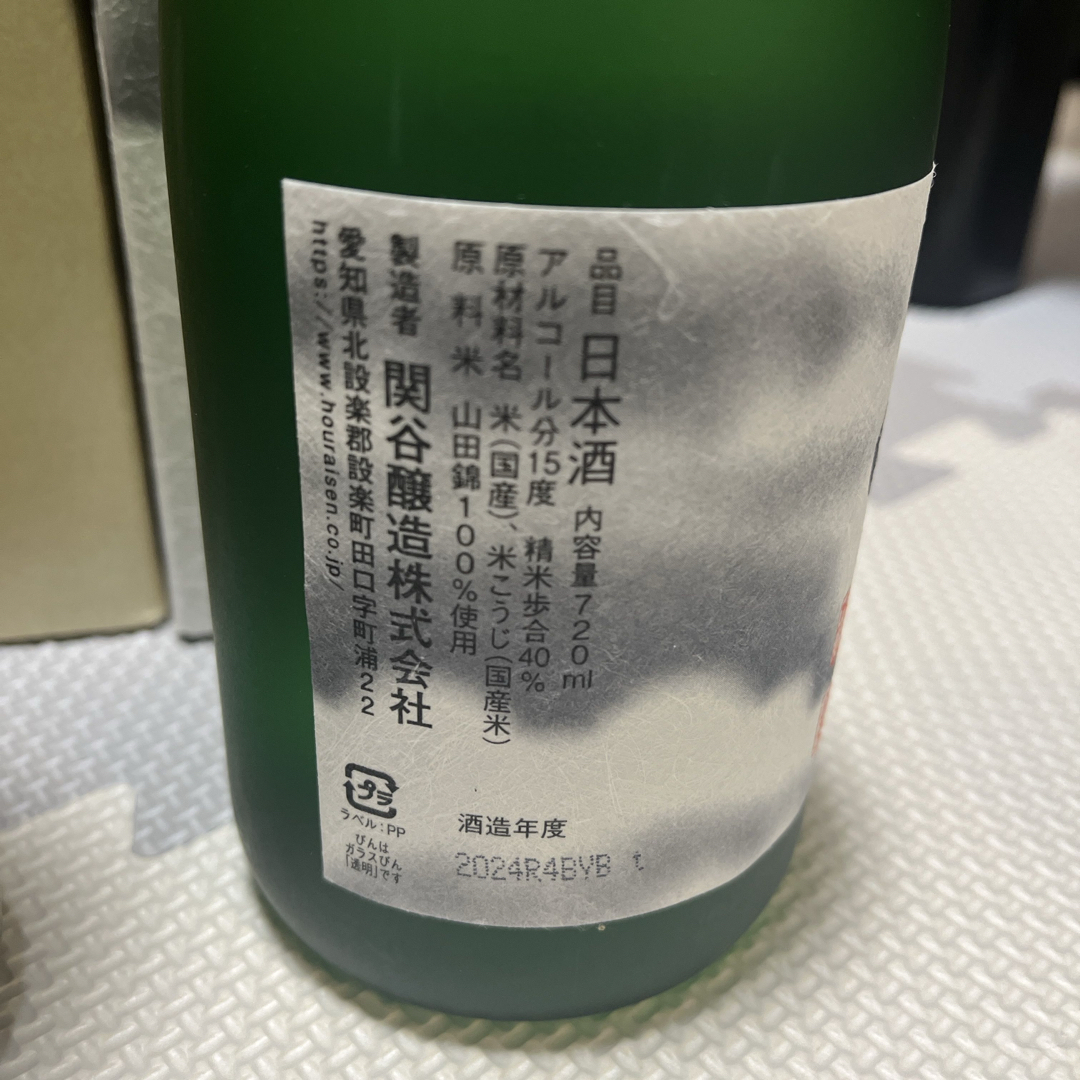 品目 日本酒 内容量720ml
アルコール分15度 精米歩合40%
原材料名 米(国産)、米こうじ(国産米)
原料米 山田錦100%使用
製造者 関谷醸造株式会社
愛知県北設楽郡設楽町田口字町浦22
https://www.houraisen.co.jp/
プラ
ラベル:PP
びんは
ガラスびん
「透明」です
酒造年度
2024R4BYB t